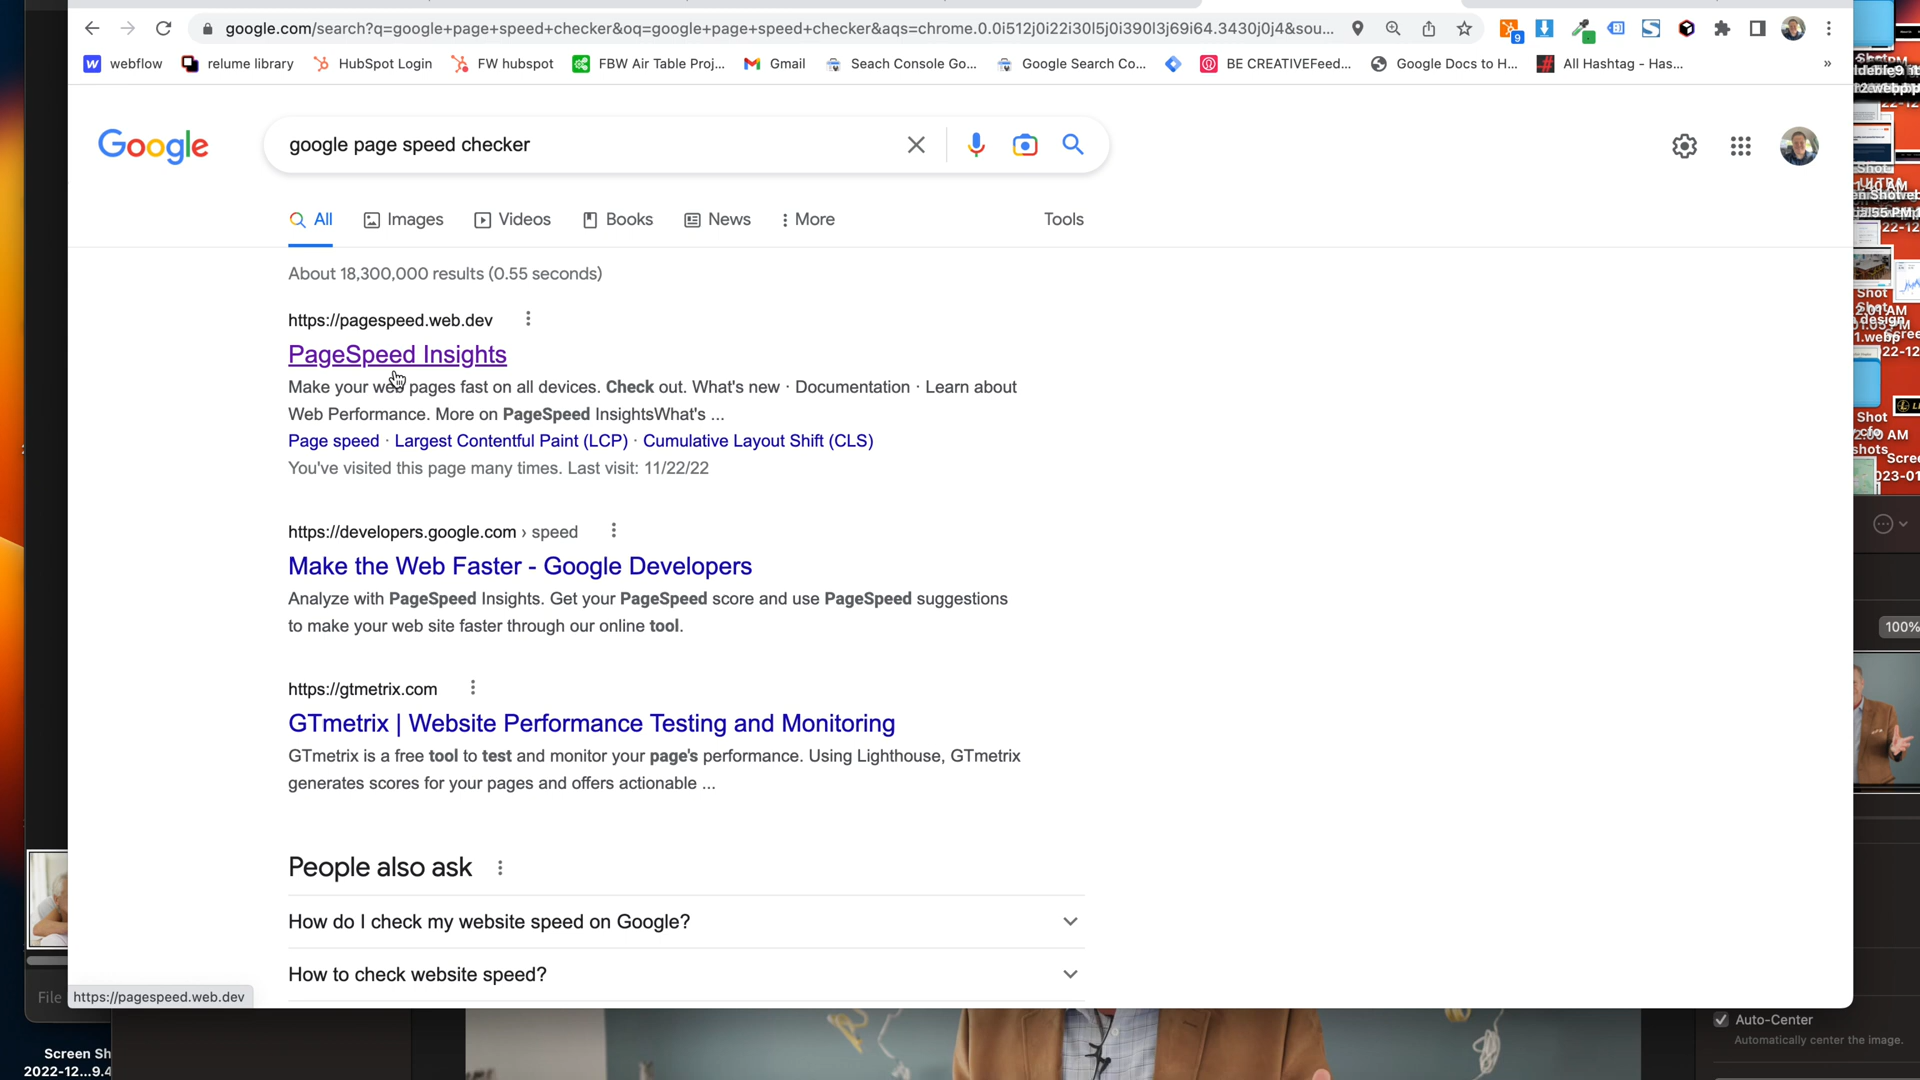 google.com/search?q=google+page+speed+checker&oq=google+page+speed+checker&aqs=chrome.0.0i512j0i22i30l5j0i390l3j69i64.3430j0j4&sou...
9
webflow relume library HubSpot Login FW hubspot FBW Air Table Proj... Gmail Seach Console Go... Google Search Co... BE CREATIVEFeed... Google Docs to H... All Hashtag - Has... »
Google google page speed checker
All Images Videos Books News More Tools
About 18,300,000 results (0.55 seconds)
https://pagespeed.web.dev
PageSpeed Insights
Make your web pages fast on all devices. Check out. What's new · Documentation · Learn about
Web Performance. More on PageSpeed InsightsWhat's ...
Page speed · Largest Contentful Paint (LCP) · Cumulative Layout Shift (CLS)
You've visited this page many times. Last visit: 11/22/22
https://developers.google.com › speed
Make the Web Faster - Google Developers
Analyze with PageSpeed Insights. Get your PageSpeed score and use PageSpeed suggestions
to make your web site faster through our online tool.
https://gtmetrix.com
GTmetrix | Website Performance Testing and Monitoring
GTmetrix is a free tool to test and monitor your page's performance. Using Lighthouse, GTmetrix
generates scores for your pages and offers actionable ...
People also ask
How do I check my website speed on Google?
How to check website speed?
File https://pagespeed.web.dev
100%
Auto-Center
Automatically center the image.
Screen Sh
2022-12...9.4